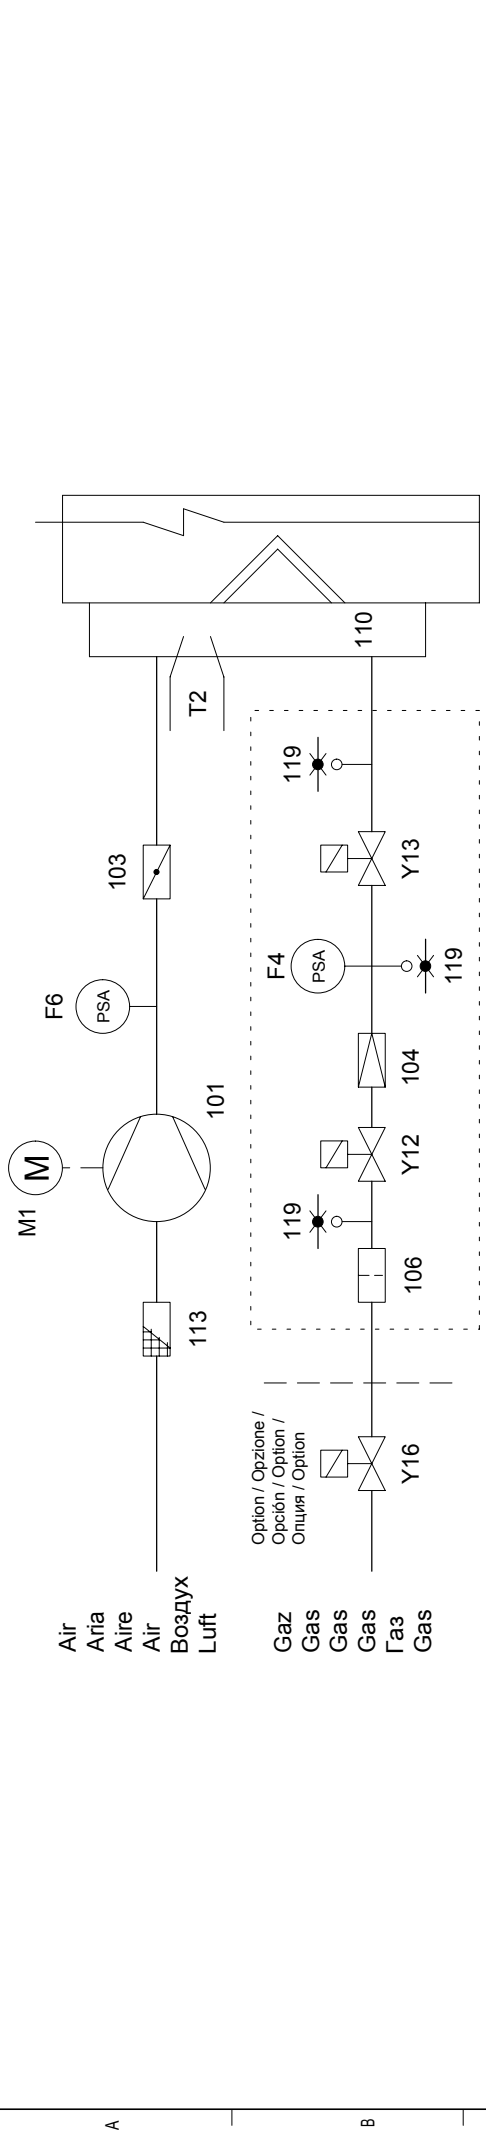 Air
Aria
Aire
Air
Воздух
Luft
113
M1
M
101
F6
PSA
103
T2
110
Gaz
Gas
Gas
Gas
Газ
Gas
Option / Opzione /
Opción / Option /
Опция / Option
Y16
106
119
Y12
104
F4
PSA
119
Y13
119
A
B